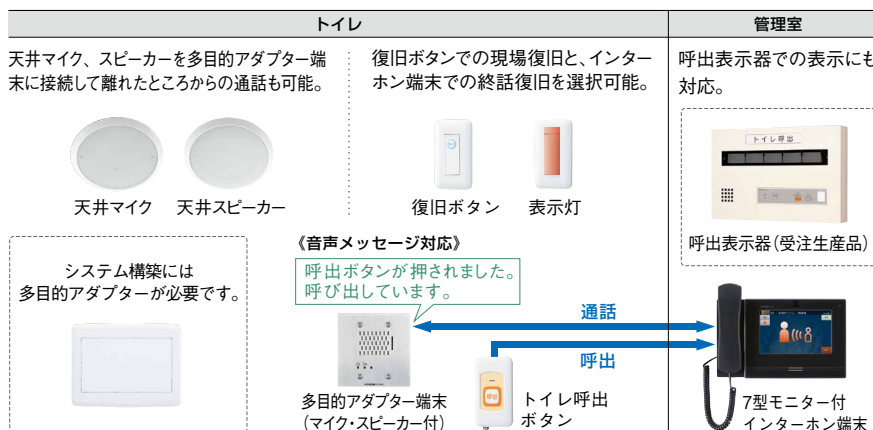 トイレ
管理室
天井マイク、スピーカーを多目的アダプター端
末に接続して離れたところからの通話も可能。
復旧ボタンでの現場復旧と、インター
ホン端末での終話復旧を選択可能。
呼出表示器での表示にも
対応。
天井マイク
天井スピーカー
復旧ボタン
表示灯
トイレ呼出
呼出表示器（受注生産品）
システム構築には
多目的アダプターが必要です。
《音声メッセージ対応》
呼出ボタンが押されました。
呼び出しています。
通話
呼出
多目的アダプター端末
（マイク・スピーカー付）
呼出
トイレ呼出
ボタン
7型モニター付
インターホン端末